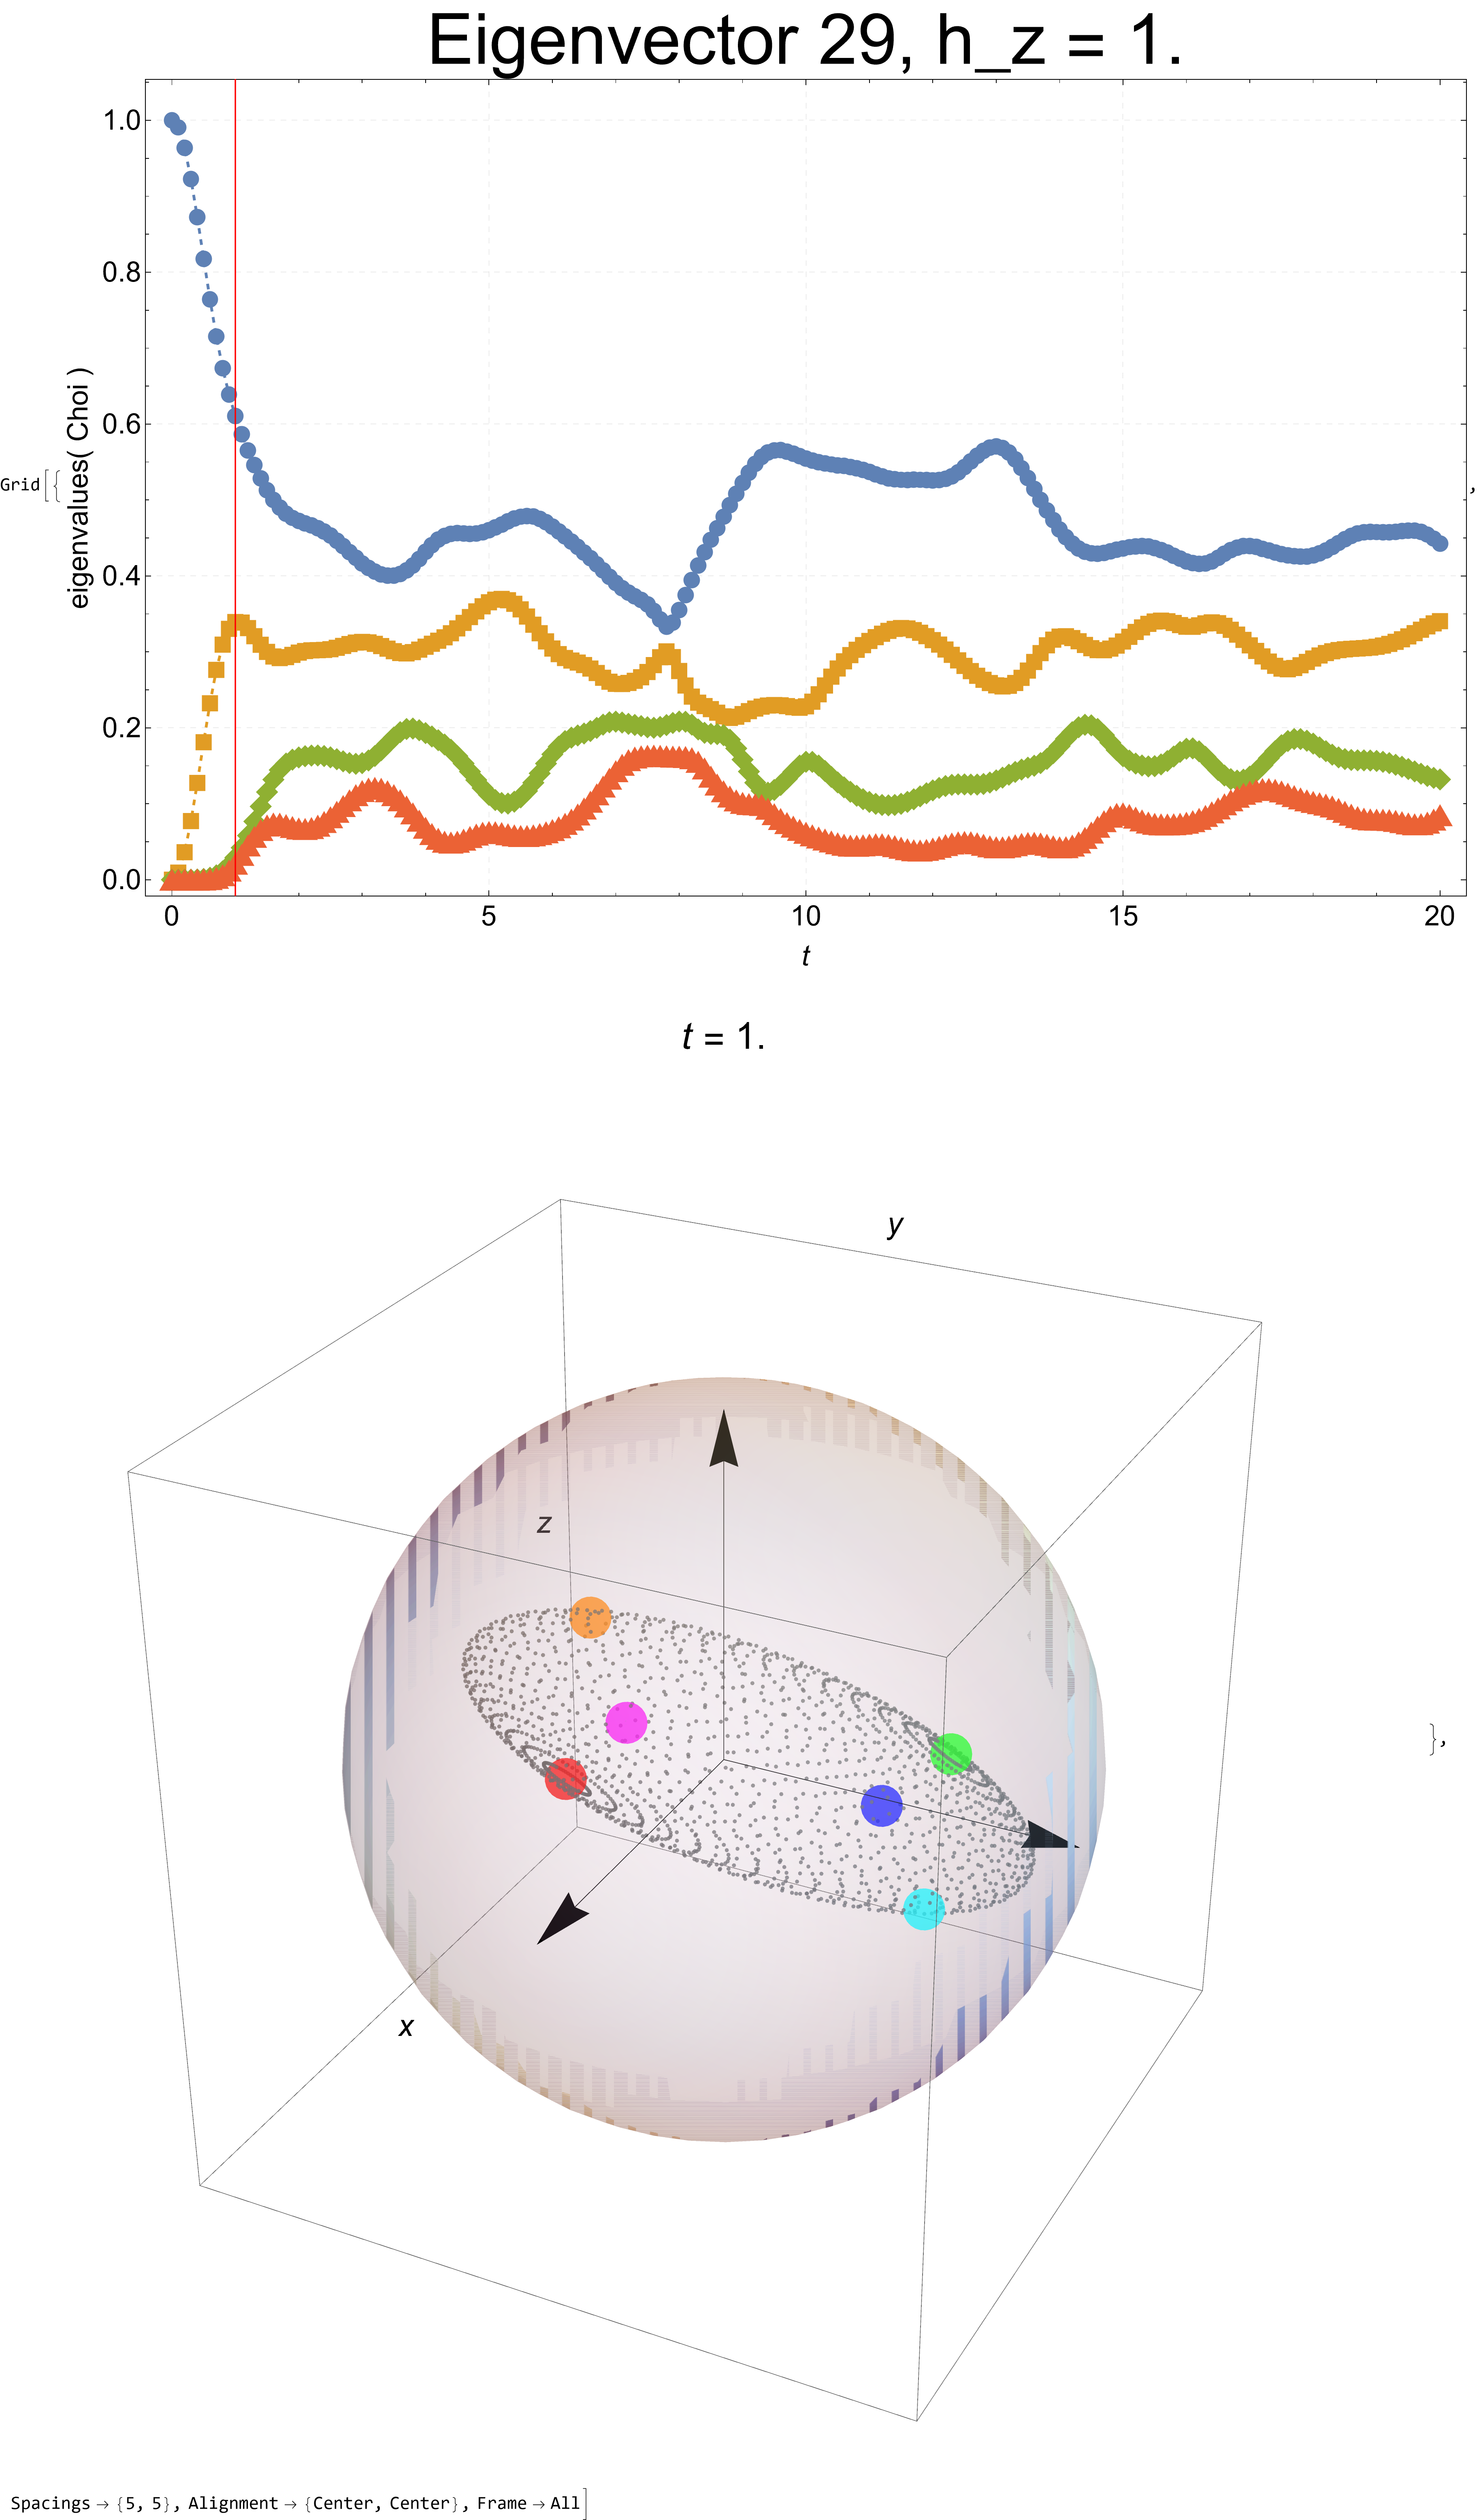 Eigenvector 29, h_z = 1.
1.0
0.8
0.6
0.4
0.2
0.0
eigenvalues( Choi )
Grid[{
,
0 5 10 15 20
t
t = 1.
y
z
x
},
Spacings → {5, 5}, Alignment → {Center, Center}, Frame → All]